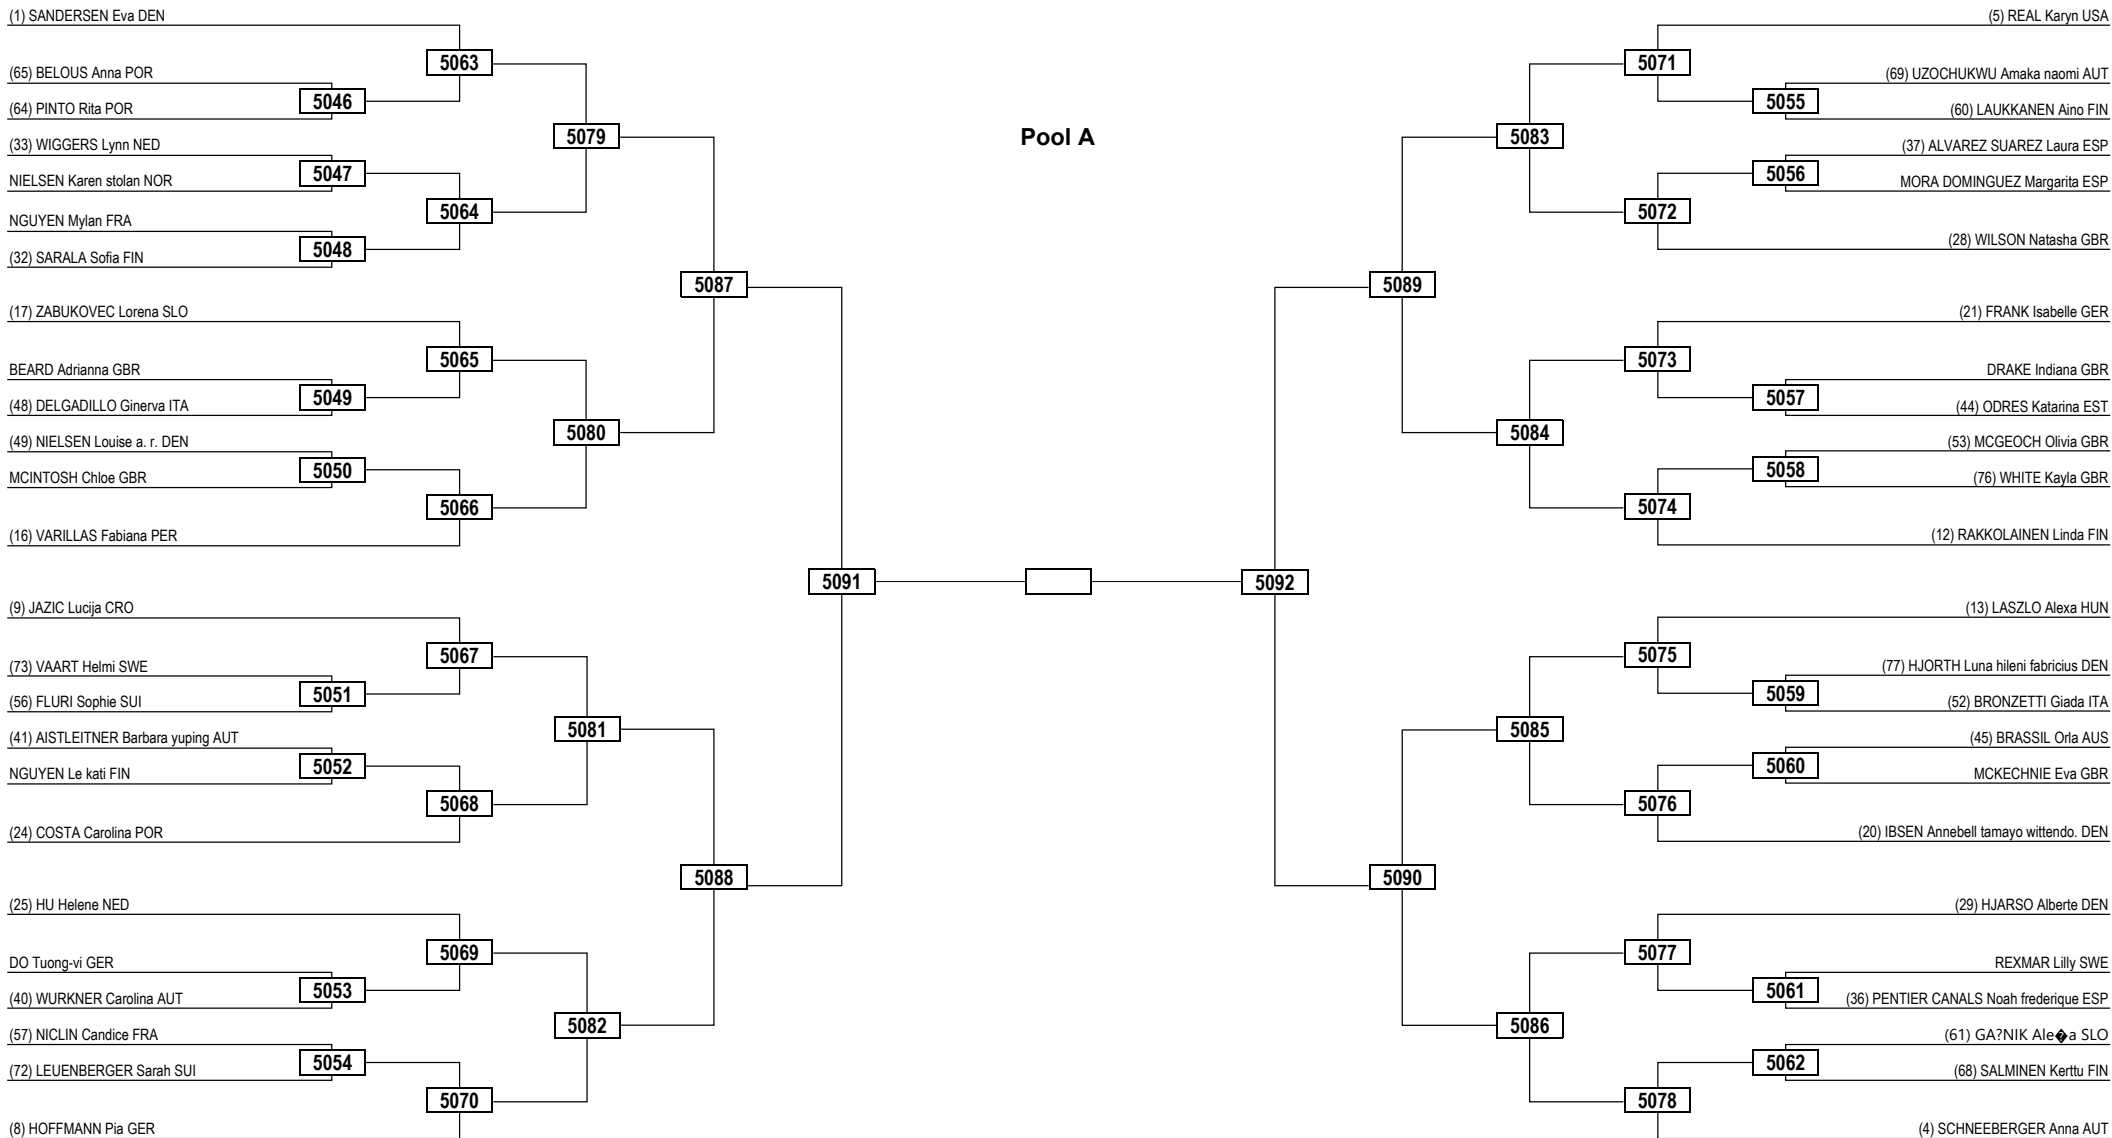 (1) SANDERSEN Eva DEN
5063
(65) BELOUS Anna POR
5046
(64) PINTO Rita POR
5079
(33) WIGGERS Lynn NED
5047
NIELSEN Karen stolan NOR
5064
NGUYEN Mylan FRA
5048
(32) SARALA Sofia FIN
5087
(17) ZABUKOVEC Lorena SLO
5065
BEARD Adrianna GBR
5049
(48) DELGADILLO Ginerva ITA
5080
(49) NIELSEN Louise a. r. DEN
5050
MCINTOSH Chloe GBR
5066
(16) VARILLAS Fabiana PER
5091
(9) JAZIC Lucija CRO
5067
(73) VAART Helmi SWE
5051
(56) FLURI Sophie SUI
5081
(41) AISTLEITNER Barbara yuping AUT
5052
NGUYEN Le kati FIN
5068
(24) COSTA Carolina POR
5088
(25) HU Helene NED
5069
DO Tuong-vi GER
5053
(40) WURKNER Carolina AUT
5082
(57) NICLIN Candice FRA
5054
(72) LEUENBERGER Sarah SUI
5070
(8) HOFFMANN Pia GER
Pool A
(5) REAL Karyn USA
5071
(69) UZOCHUKWU Amaka naomi AUT
5055
(60) LAUKKANEN Aino FIN
5083
(37) ALVAREZ SUAREZ Laura ESP
5056
MORA DOMINGUEZ Margarita ESP
5072
(28) WILSON Natasha GBR
5089
(21) FRANK Isabelle GER
5073
DRAKE Indiana GBR
5057
(44) ODRES Katarina EST
5084
(53) MCGEOCH Olivia GBR
5058
(76) WHITE Kayla GBR
5074
(12) RAKKOLAINEN Linda FIN
5092
(13) LASZLO Alexa HUN
5075
(77) HJORTH Luna hileni fabricius DEN
5059
(52) BRONZETTI Giada ITA
5085
(45) BRASSIL Orla AUS
5060
MCKECHNIE Eva GBR
5076
(20) IBSEN Annebell tamayo wittendo. DEN
5090
(29) HJARSO Alberte DEN
5077
REXMAR Lilly SWE
5061
(36) PENTIER CANALS Noah frederique ESP
5086
(61) GA?NIK Ale�a SLO
5062
(68) SALMINEN Kerttu FIN
5078
(4) SCHNEEBERGER Anna AUT